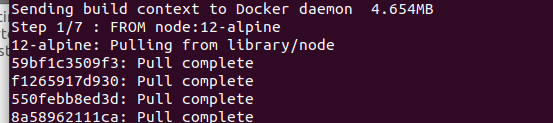 Sending build context to Docker daemon  4.654MB
Step 1/7 : FROM node:12-alpine
12-alpine: Pulling from library/node
59bf1c3509f3: Pull complete
f1265917d930: Pull complete
550febb8ed3d: Pull complete
8a58962111ca: Pull complete